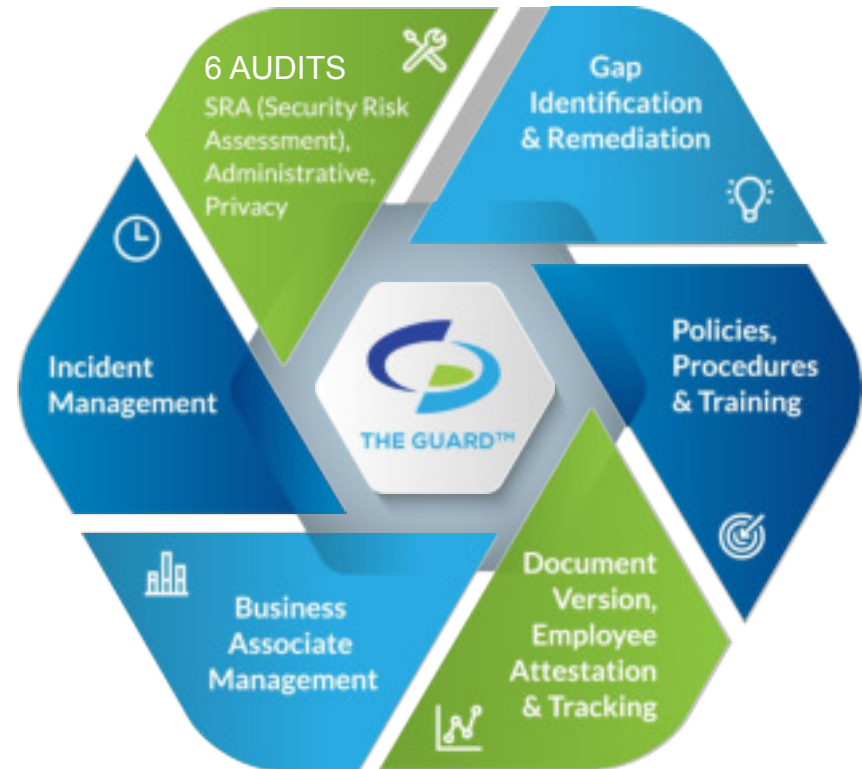 6 AUDITS
SRA (Security Risk
Assessment),
Administrative,
Privacy
Gap
Identification
& Remediation
Policies,
Procedures
& Training
Document
Version,
Employee
Attestation
& Tracking
Business
Associate
Management
Incident
Management
THE GUARD™